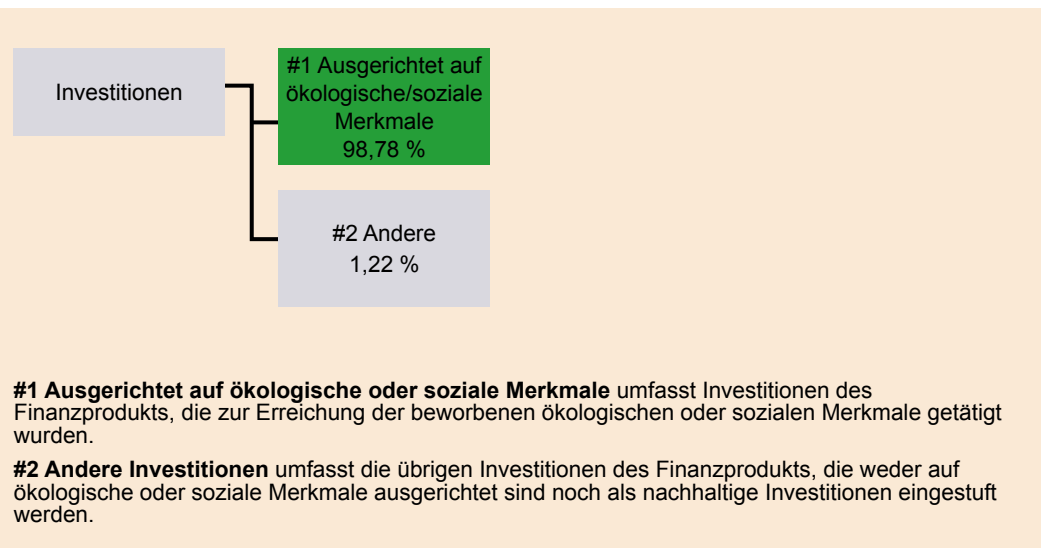 Investitionen
#1 Ausgerichtet auf
ökologische/soziale
Merkmale
98,78 %
#2 Andere
1,22 %
#1 Ausgerichtet auf ökologische oder soziale Merkmale umfasst Investitionen des
Finanzprodukts, die zur Erreichung der beworbenen ökologischen oder sozialen Merkmale getätigt
wurden.
#2 Andere Investitionen umfasst die übrigen Investitionen des Finanzprodukts, die weder auf
ökologische oder soziale Merkmale ausgerichtet sind noch als nachhaltige Investitionen eingestuft
werden.